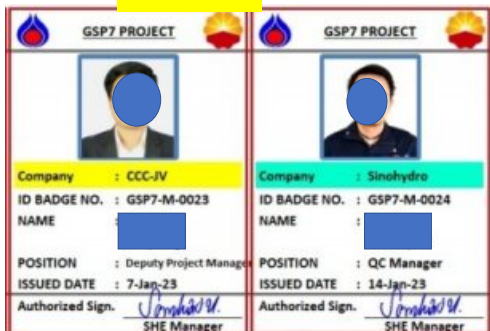 GSP7 PROJECT
Company : CCC-JV
ID BADGE NO. : GSP7-M-0023
NAME :
POSITION : Deputy Project Manager
ISSUED DATE : 7-Jan-23
Authorized Sign.
SHE Manager
GSP7 PROJECT
Company : Sinohydro
ID BADGE NO. : GSP7-M-0024
NAME :
POSITION : QC Manager
ISSUED DATE : 14-Jan-23
Authorized Sign.
SHE Manager